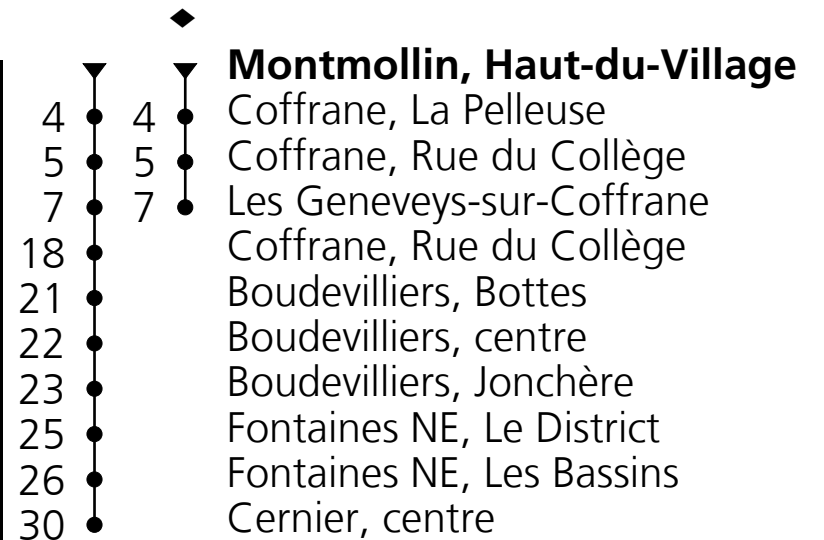 Montmollin, Haut-du-Village
4 4 Coffrane, La Pelleuse
5 5 Coffrane, Rue du Collège
7 7 Les Geneveys-sur-Coffrane
18 Coffrane, Rue du Collège
21 Boudevilliers, Bottes
22 Boudevilliers, centre
23 Boudevilliers, Jonchère
25 Fontaines NE, Le District
26 Fontaines NE, Les Bassins
30 Cernier, centre